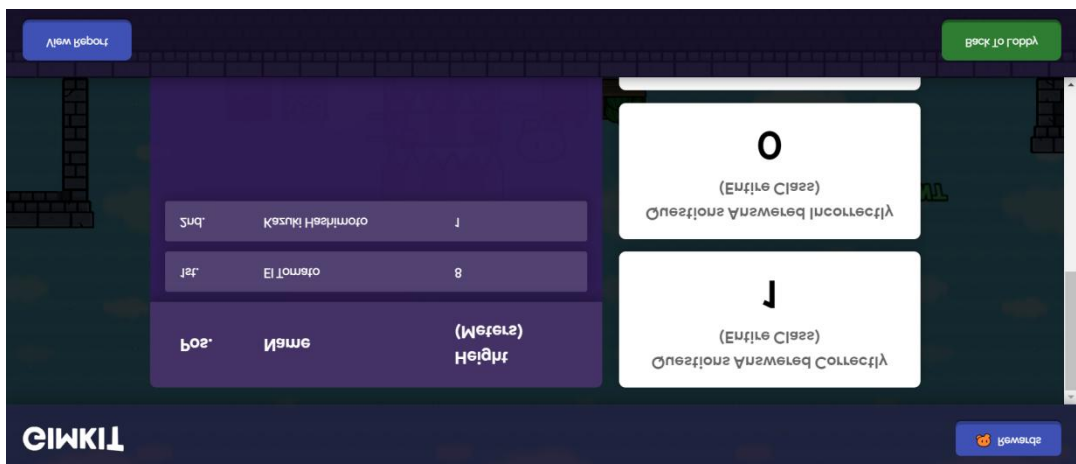 GIMKIT
Rewards
Pos.
Name
Height
(Meters)
1st.
El Tomato
8
2nd.
Kazuki Hashimoto
1
Questions Answered Correctly
(Entire Class)
1
Questions Answered Incorrectly
(Entire Class)
0
View Report
Back To Lobby